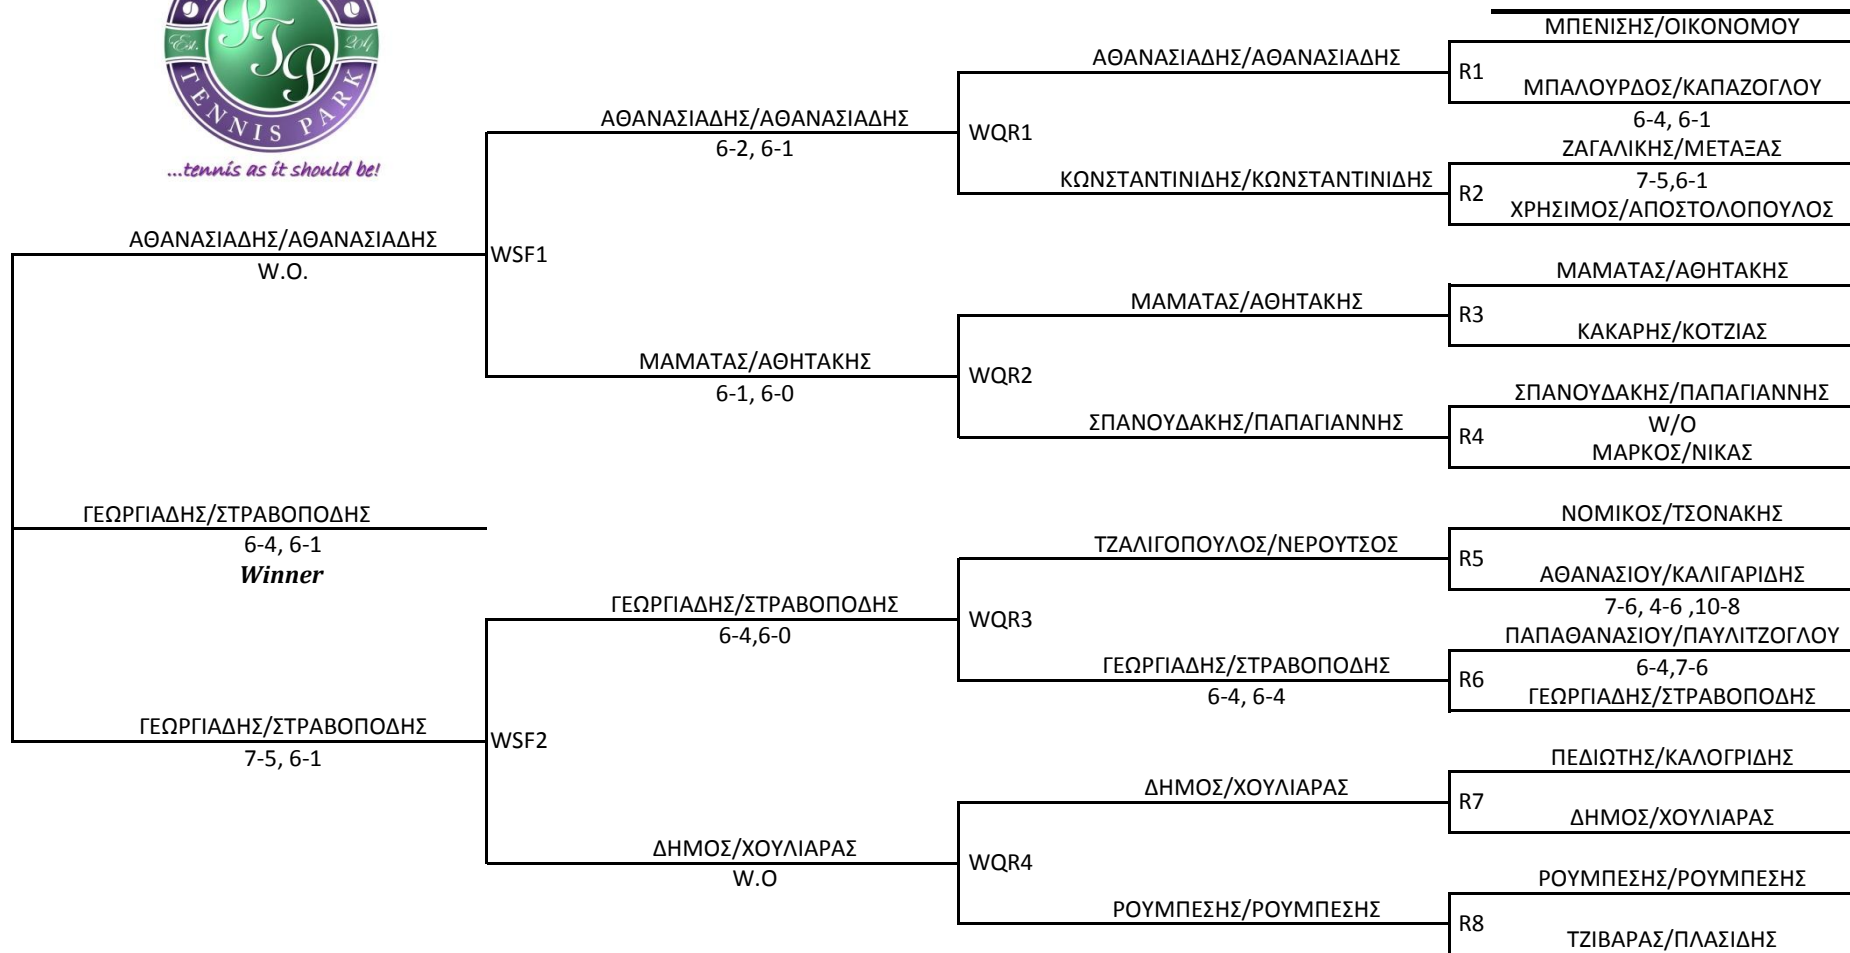 PTP
Est. 2014
TENNIS PARK
...tennis as it should be!
ΜΠΕΝΙΣΗΣ/ΟΙΚΟΝΟΜΟΥ
ΑΘΑΝΑΣΙΑΔΗΣ/ΑΘΑΝΑΣΙΑΔΗΣ
R1
ΜΠΑΛΟΥΡΔΟΣ/ΚΑΠΑΖΟΓΛΟΥ
ΑΘΑΝΑΣΙΑΔΗΣ/ΑΘΑΝΑΣΙΑΔΗΣ
6-4, 6-1
WQR1
6-2, 6-1
ΖΑΓΑΛΙΚΗΣ/ΜΕΤΑΞΑΣ
ΚΩΝΣΤΑΝΤΙΝΙΔΗΣ/ΚΩΝΣΤΑΝΤΙΝΙΔΗΣ
7-5,6-1
R2
ΧΡΗΣΙΜΟΣ/ΑΠΟΣΤΟΛΟΠΟΥΛΟΣ
ΑΘΑΝΑΣΙΑΔΗΣ/ΑΘΑΝΑΣΙΑΔΗΣ
WSF1
W.O.
ΜΑΜΑΤΑΣ/ΑΘΗΤΑΚΗΣ
ΜΑΜΑΤΑΣ/ΑΘΗΤΑΚΗΣ
R3
ΚΑΚΑΡΗΣ/ΚΟΤΖΙΑΣ
ΜΑΜΑΤΑΣ/ΑΘΗΤΑΚΗΣ
WQR2
6-1, 6-0
ΣΠΑΝΟΥΔΑΚΗΣ/ΠΑΠΑΓΙΑΝΝΗΣ
ΣΠΑΝΟΥΔΑΚΗΣ/ΠΑΠΑΓΙΑΝΝΗΣ
W/O
R4
ΜΑΡΚΟΣ/ΝΙΚΑΣ
ΓΕΩΡΓΙΑΔΗΣ/ΣΤΡΑΒΟΠΟΔΗΣ
6-4, 6-1
Winner
ΝΟΜΙΚΟΣ/ΤΣΟΝΑΚΗΣ
ΤΖΑΛΙΓΟΠΟΥΛΟΣ/ΝΕΡΟΥΤΣΟΣ
R5
ΑΘΑΝΑΣΙΟΥ/ΚΑΛΙΓΑΡΙΔΗΣ
ΓΕΩΡΓΙΑΔΗΣ/ΣΤΡΑΒΟΠΟΔΗΣ
7-6, 4-6 ,10-8
WQR3
6-4,6-0
ΠΑΠΑΘΑΝΑΣΙΟΥ/ΠΑΥΛΙΤΖΟΓΛΟΥ
ΓΕΩΡΓΙΑΔΗΣ/ΣΤΡΑΒΟΠΟΔΗΣ
6-4,7-6
R6
6-4, 6-4
ΓΕΩΡΓΙΑΔΗΣ/ΣΤΡΑΒΟΠΟΔΗΣ
ΓΕΩΡΓΙΑΔΗΣ/ΣΤΡΑΒΟΠΟΔΗΣ
WSF2
7-5, 6-1
ΠΕΔΙΩΤΗΣ/ΚΑΛΟΓΡΙΔΗΣ
ΔΗΜΟΣ/ΧΟΥΛΙΑΡΑΣ
R7
ΔΗΜΟΣ/ΧΟΥΛΙΑΡΑΣ
ΔΗΜΟΣ/ΧΟΥΛΙΑΡΑΣ
WQR4
W.O
ΡΟΥΜΠΕΣΗΣ/ΡΟΥΜΠΕΣΗΣ
ΡΟΥΜΠΕΣΗΣ/ΡΟΥΜΠΕΣΗΣ
R8
ΤΖΙΒΑΡΑΣ/ΠΛΑΣΙΔΗΣ